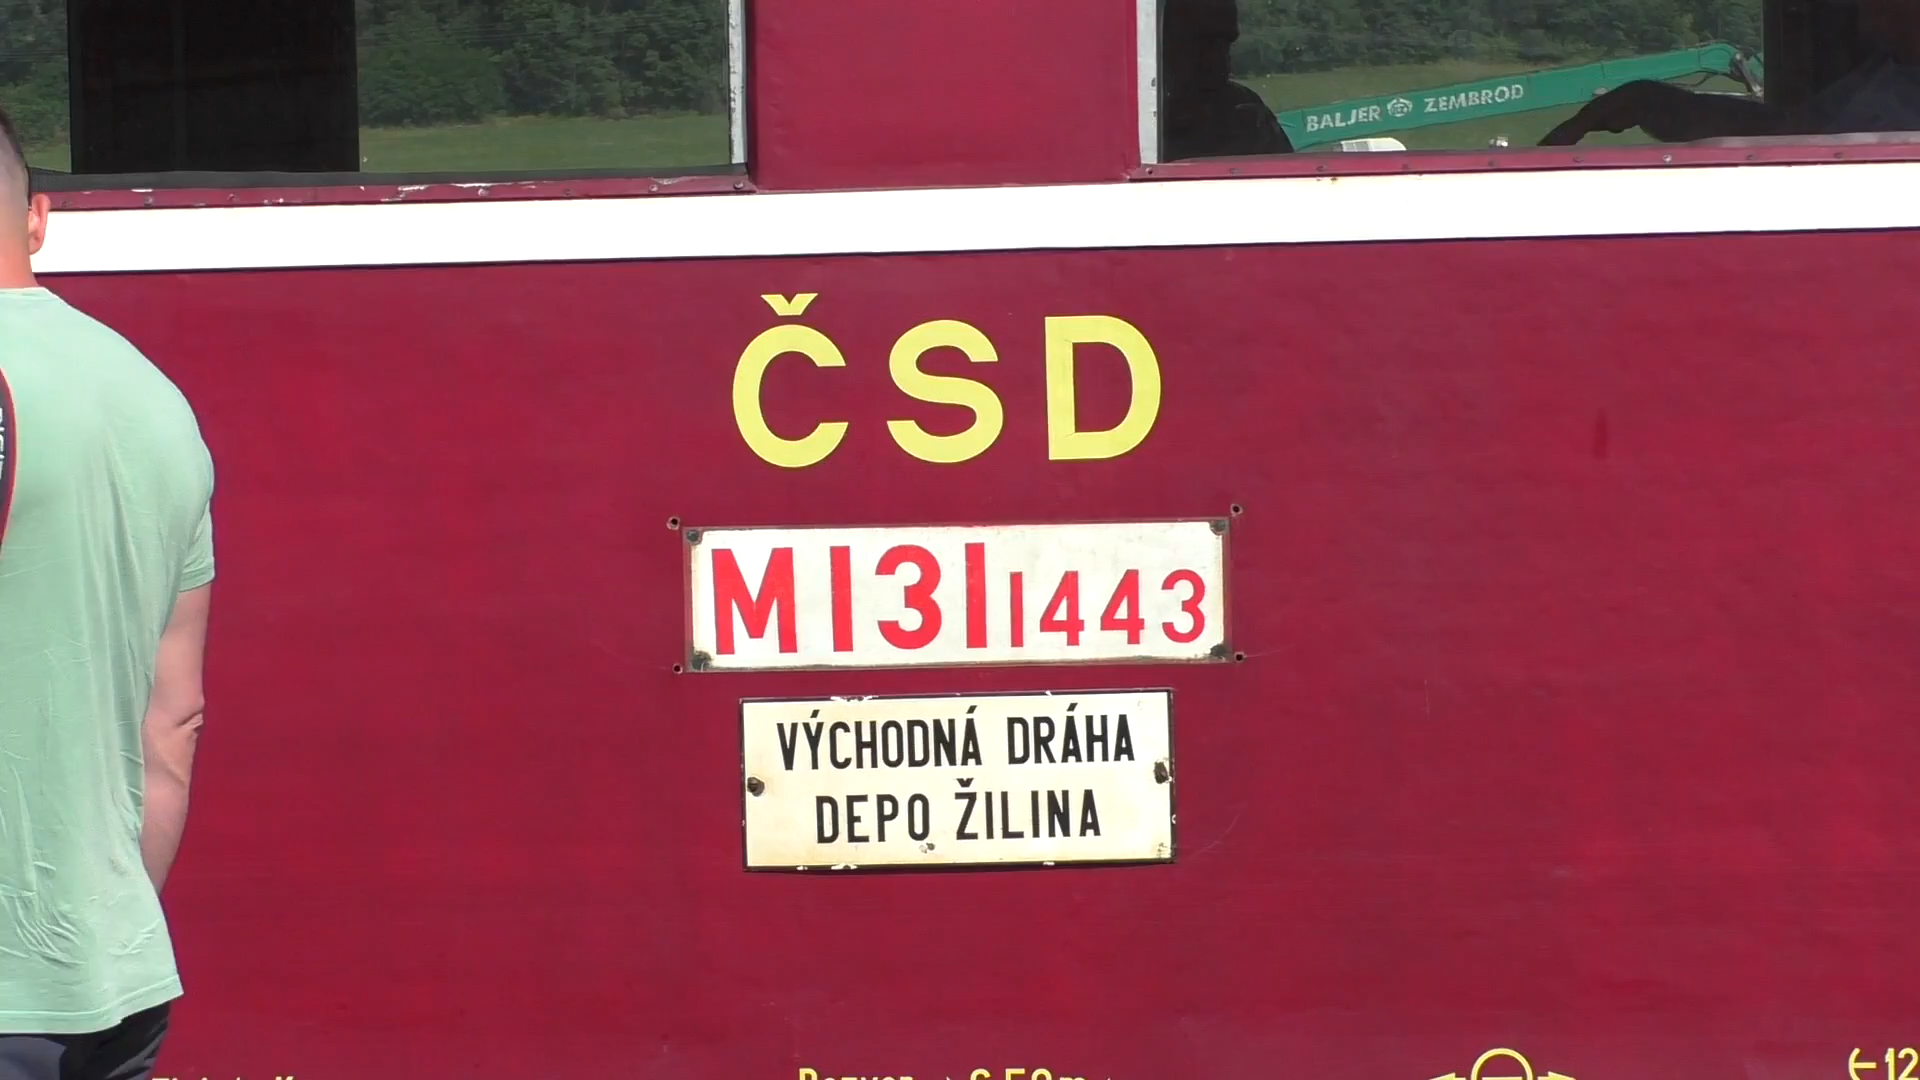 BALJER ZEMBROD
ČSD
M131 1443
VÝCHODNÁ DRÁHA
DEPO ŽILINA